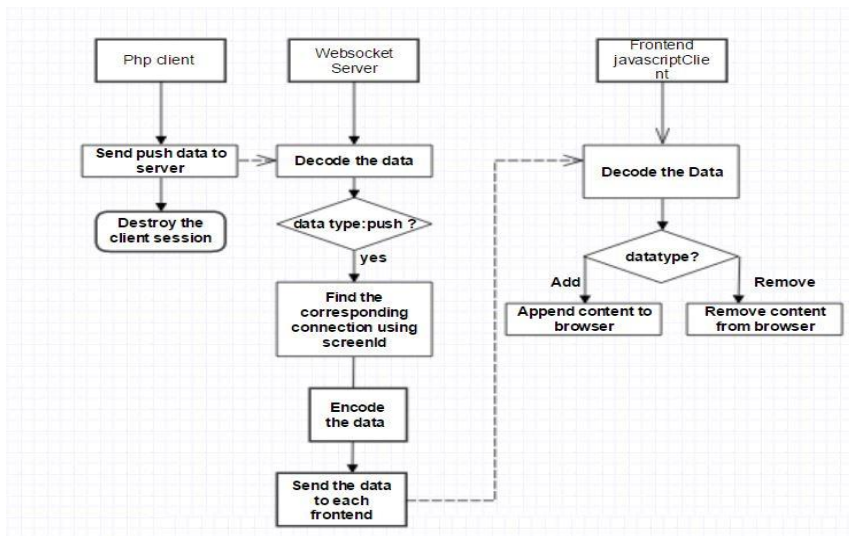 Php client
Websocket
Server
Frontend
javascriptClie
nt
Send push data to
server
Decode the data
Decode the Data
Destroy the
client session
data type:push ?
yes
datatype?
Add
Remove
Find the
corresponding
connection using
screenId
Append content to
browser
Remove content
from browser
Encode
the data
Send the data
to each
frontend